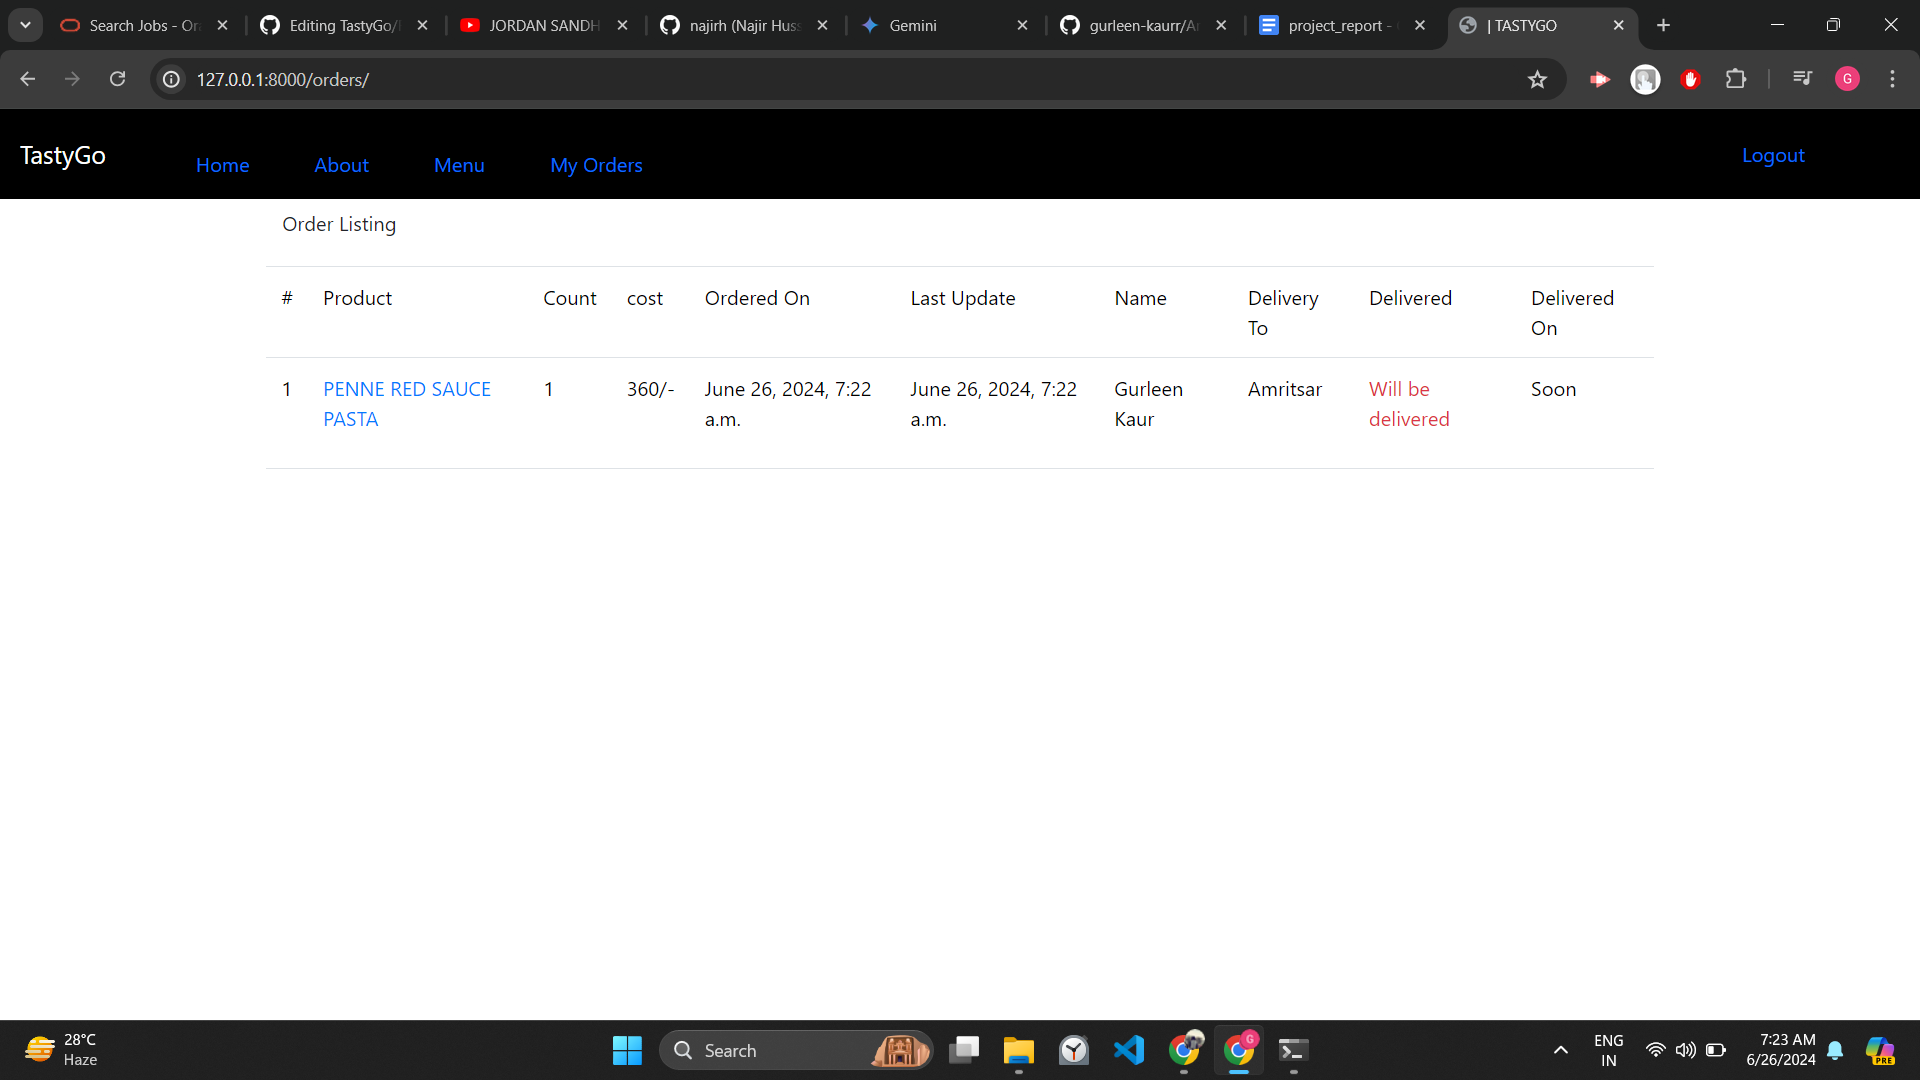 Search Jobs - Ora
Editing TastyGo/
JORDAN SANDH
najirh (Najir Huss
Gemini
gurleen-kaurr/Ar
project_report -
| TASTYGO
127.0.0.1:8000/orders/
G
TastyGo
Home
About
Menu
My Orders
Logout
Order Listing
# Product Count cost Ordered On Last Update Name Delivery To Delivered Delivered On
1 PENNE RED SAUCE PASTA 1 360/- June 26, 2024, 7:22 a.m. June 26, 2024, 7:22 a.m. Gurleen Kaur Amritsar Will be delivered Soon
28°C
Haze
Search
G
ENG
IN
7:23 AM
6/26/2024
PRE